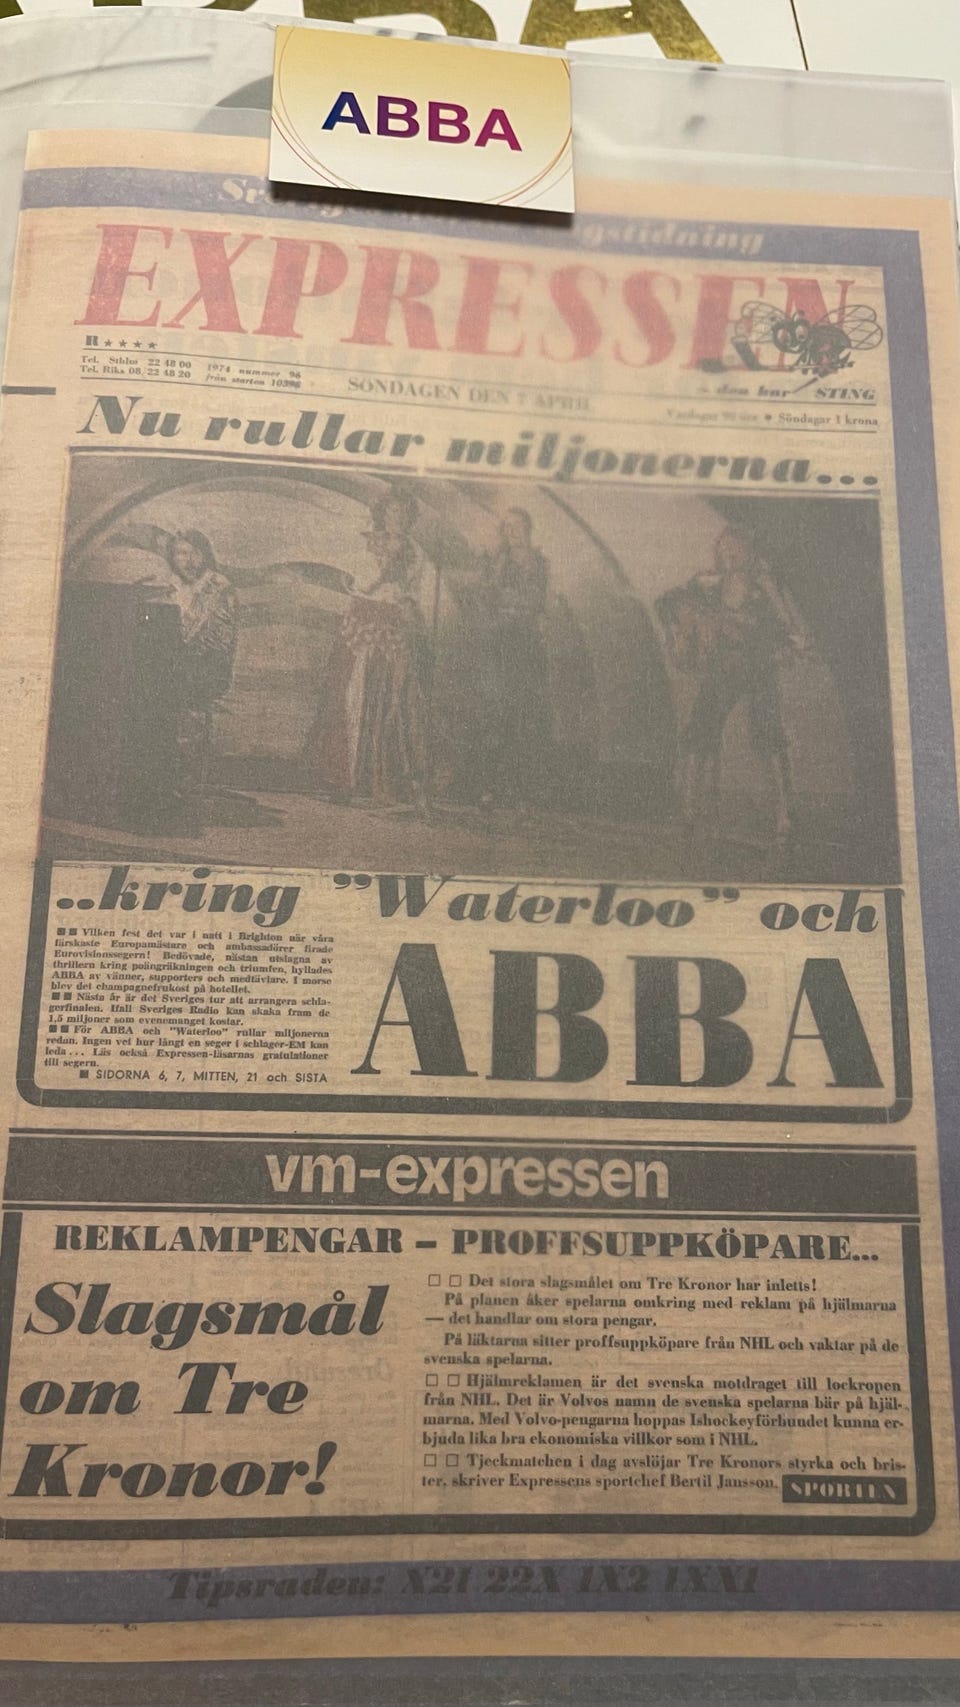 ABBA
EXPRESSEN
R★★★★
Tel. Sthlm 22 48 00
Tel. Riks 08/22 48 20
1974 nummer 96
från starten 10396
SÖNDAGEN DEN 7 APRIL
– den har STING
Söndagar 1 krona
Nu rullar miljonerna...
..kring ”Waterloo” och
ABBA
■■ Vilken fest det var i natt i Brighton när våra
färskaste Europamästare och ambassadörer firade
Eurovisionssegern! Bedövade, nästan utslagna av
thrillern kring poängräkningen och triumfen, hyllades
ABBA av vänner, supporters och medtävlare. I morse
blev det champagnefrukost på hotellet.
■■ Nästa år är det Sveriges tur att arrangera schla-
gerfinalen. Ifall Sveriges Radio kan skaka fram de
1,5 miljoner som evenemanget kostar.
■■ För ABBA och ”Waterloo” rullar miljonerna
redan. Ingen vet hur långt en seger i schlager-EM kan
leda... Läs också Expressen-läsarnas gratulationer
till segern.
■ SIDORNA 6, 7, MITTEN, 21 och SISTA
vm-expressen
REKLAMPENGAR – PROFFSUPPKÖPARE...
Slagsmål
om Tre
Kronor!
□ □ Det stora slagsmålet om Tre Kronor har inletts!
På planen åker spelarna omkring med reklam på hjälmarna
— det handlar om stora pengar.
På läktarna sitter proffsuppköpare från NHL och vaktar på de
svenska spelarna.
□ □ Hjälmreklamen är det svenska motdraget till lockropen
från NHL. Det är Volvos namn de svenska spelarna bär på hjäl-
marna. Med Volvo-pengarna hoppas Ishockeyförbundet kunna er-
bjuda lika bra ekonomiska villkor som i NHL.
□ □ Tjeckmatchen i dag avslöjar Tre Kronors styrka och bris-
ter, skriver Expressens sportchef Bertil Jansson. SPORTEN
Tipsraden: X21 22X 1X2 1XX1